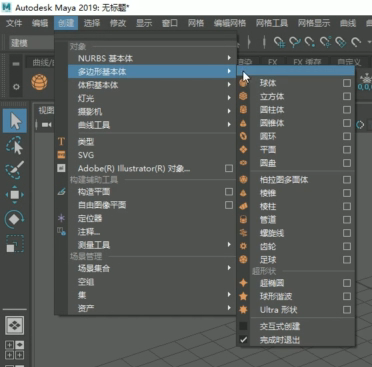 Autodesk Maya 2019: 无标题*
文件 编辑 创建 选择 修改 显示 窗口 网格 编辑网格 网格工具 网格显示 曲线
建模
对象
NURBS 基本体
多边形基本体
体积基本体
灯光
摄影机
曲线工具
类型
SVG
Adobe(R) Illustrator(R) 对象...
构建辅助工具
构造平面
自由图像平面
定位器
注释...
测量工具
场景管理
场景集合
空组
集
资产
曲线/
渲染 FX FX 缓存 自定义
视图
球体
立方体
圆柱体
圆锥体
圆环
平面
圆盘
柏拉图多面体
棱锥
棱柱
管道
螺旋线
齿轮
足球
超形状
超椭圆
球形谐波
Ultra 形状
交互式创建
完成时退出